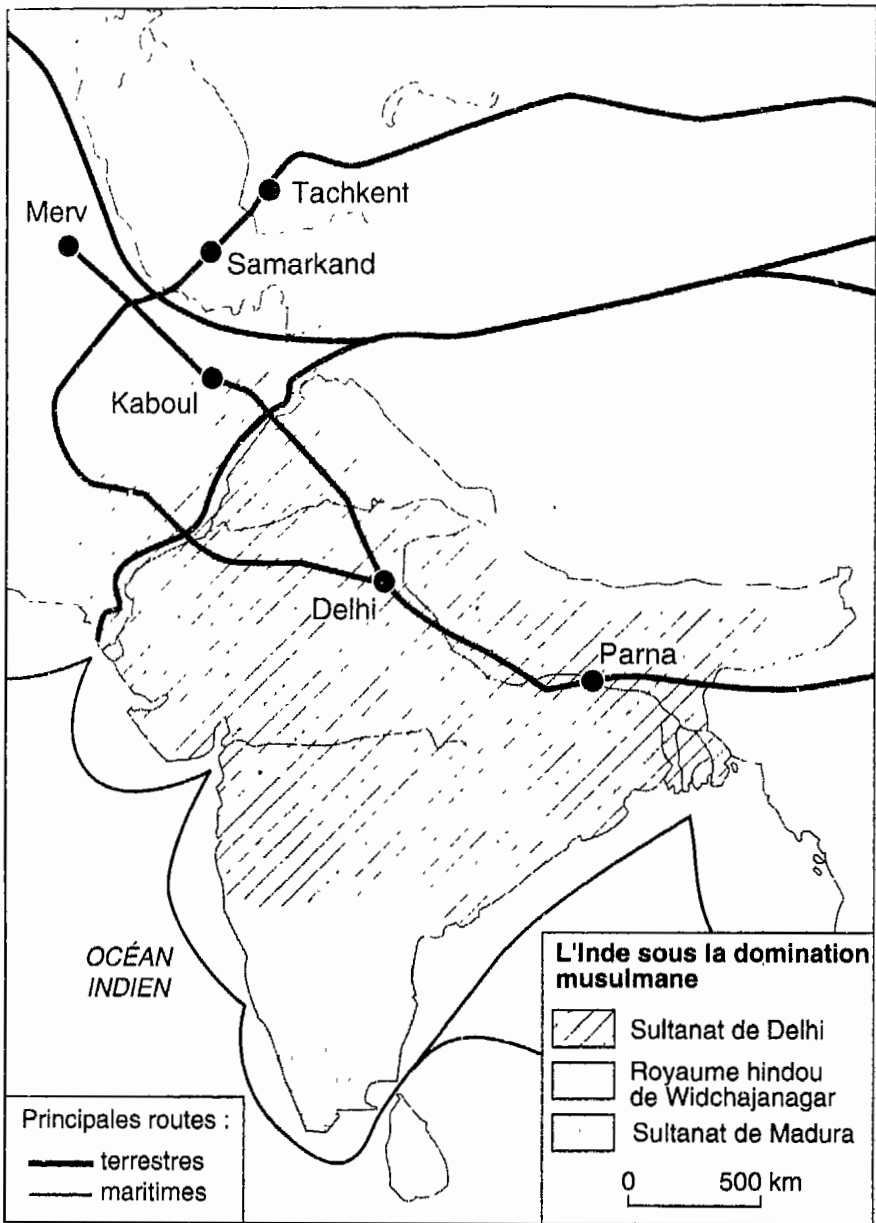 Tachkent
Merv
Samarkand
Kaboul
Delhi
Parna
OCÉAN
INDIEN
L'Inde sous la domination
musulmane
Sultanat de Delhi
Royaume hindou
de Widchajanagar
Sultanat de Madura
0 500 km
Principales routes :
terrestres
maritimes